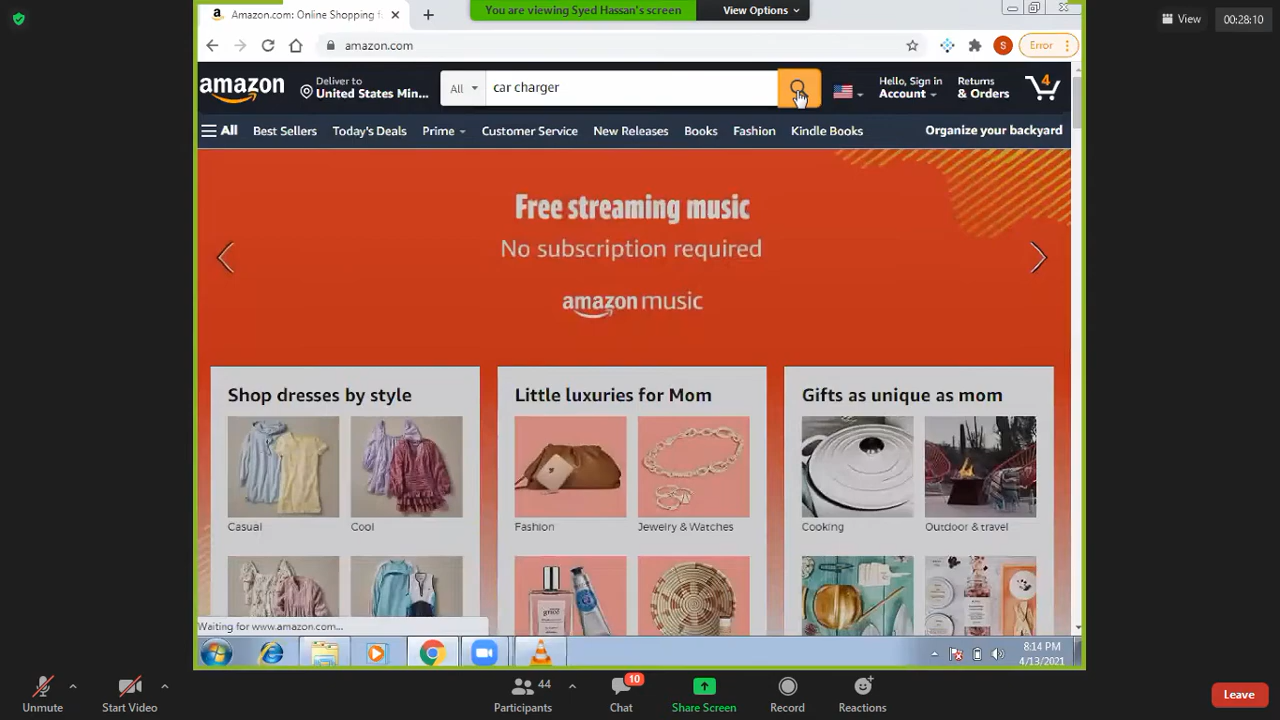 Amazon.com: Online Shopping f
You are viewing Syed Hassan's screen
View Options
View
00:28:10
amazon.com
S
Error
amazon
Deliver to
United States Min...
All
car charger
Hello, Sign in
Account
Returns
& Orders
4
All
Best Sellers
Today's Deals
Prime
Customer Service
New Releases
Books
Fashion
Kindle Books
Organize your backyard
Free streaming music
No subscription required
amazon music
Shop dresses by style
Little luxuries for Mom
Gifts as unique as mom
Casual
Cool
Fashion
Jewelry & Watches
Cooking
Outdoor & travel
Waiting for www.amazon.com...
8:14 PM
4/13/2021
Unmute
Start Video
44
Participants
10
Chat
Share Screen
Record
Reactions
Leave